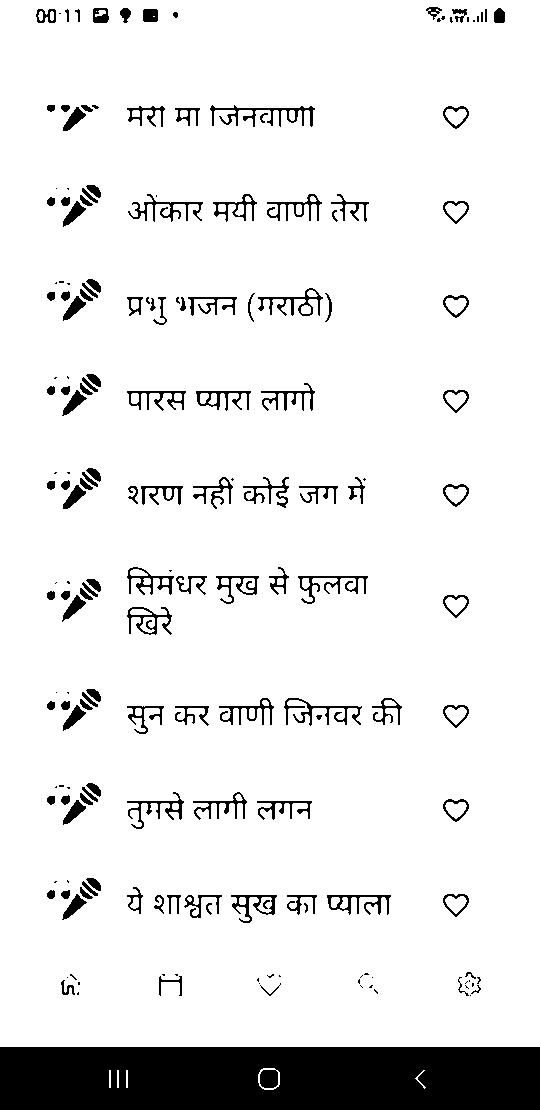 00:11
मेरी माँ जिनवाणी
ओंकार मयी वाणी तेरा
प्रभु भजन (मराठी)
पारस प्यारा लागो
शरण नहीं कोई जग में
सिमंधर मुख से फुलवा
खिरे
सुन कर वाणी जिनवर की
तुमसे लागी लगन
ये शाश्वत सुख का प्याला